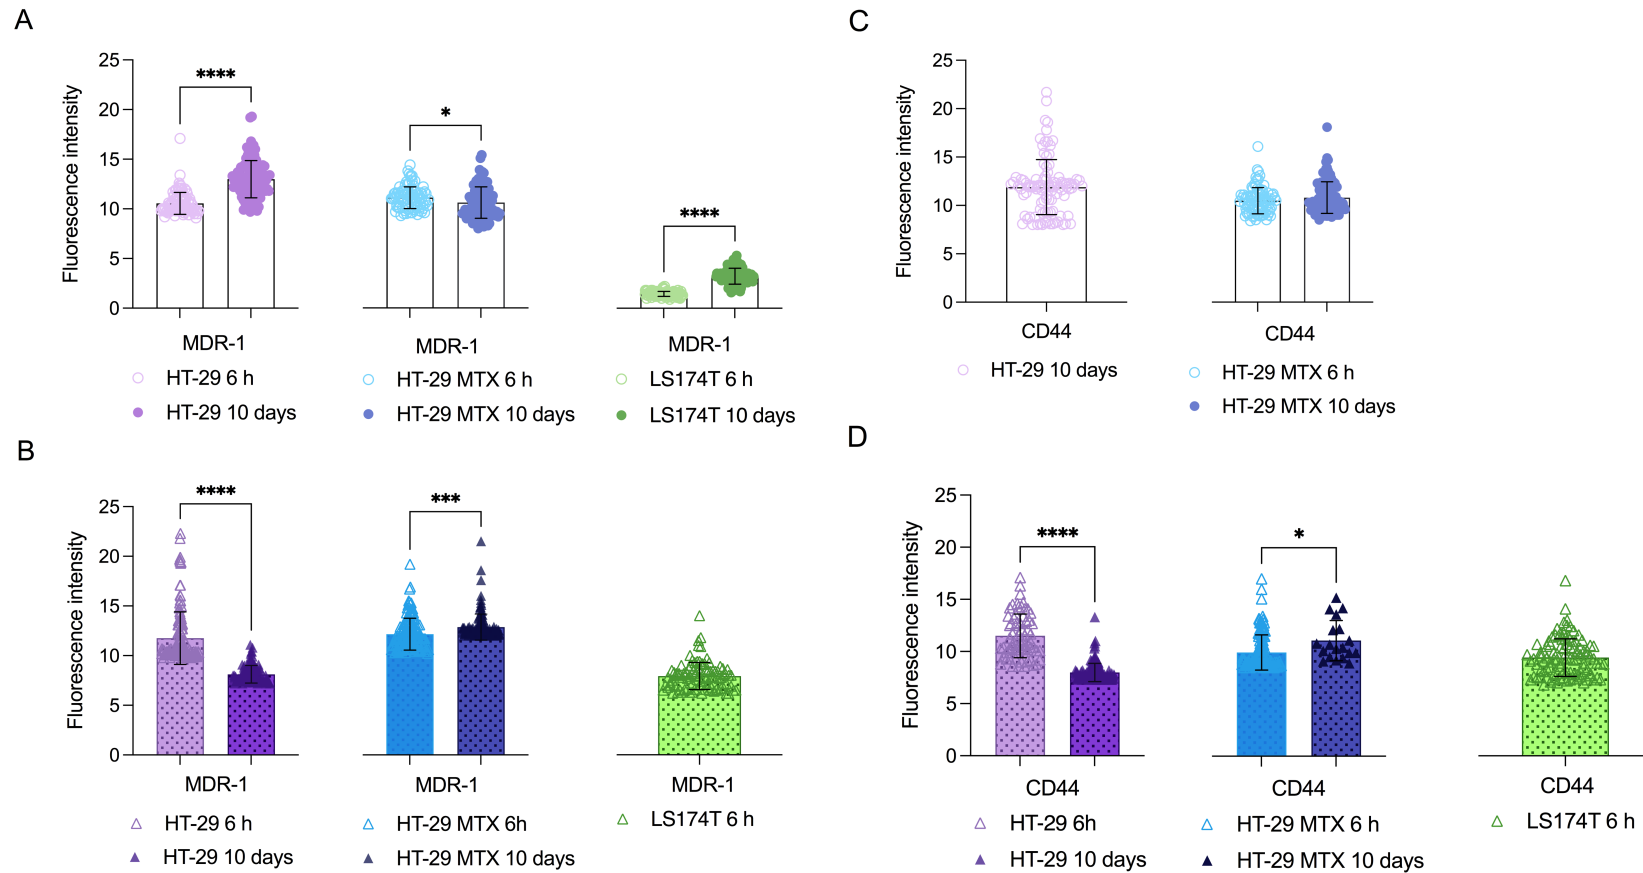 A
Fluorescence intensity
25
20
15
10
5
0
****
*
****
MDR-1
MDR-1
MDR-1
HT-29 6 h
HT-29 10 days
HT-29 MTX 6 h
HT-29 MTX 10 days
LS174T 6 h
LS174T 10 days
C
Fluorescence intensity
25
20
15
10
5
0
CD44
CD44
HT-29 10 days
HT-29 MTX 6 h
HT-29 MTX 10 days
B
Fluorescence intensity
25
20
15
10
5
0
****
***
MDR-1
MDR-1
MDR-1
HT-29 6 h
HT-29 10 days
HT-29 MTX 6h
HT-29 MTX 10 days
LS174T 6 h
D
Fluorescence intensity
25
20
15
10
5
0
****
*
CD44
CD44
CD44
HT-29 6h
HT-29 10 days
HT-29 MTX 6 h
HT-29 MTX 10 days
LS174T 6 h